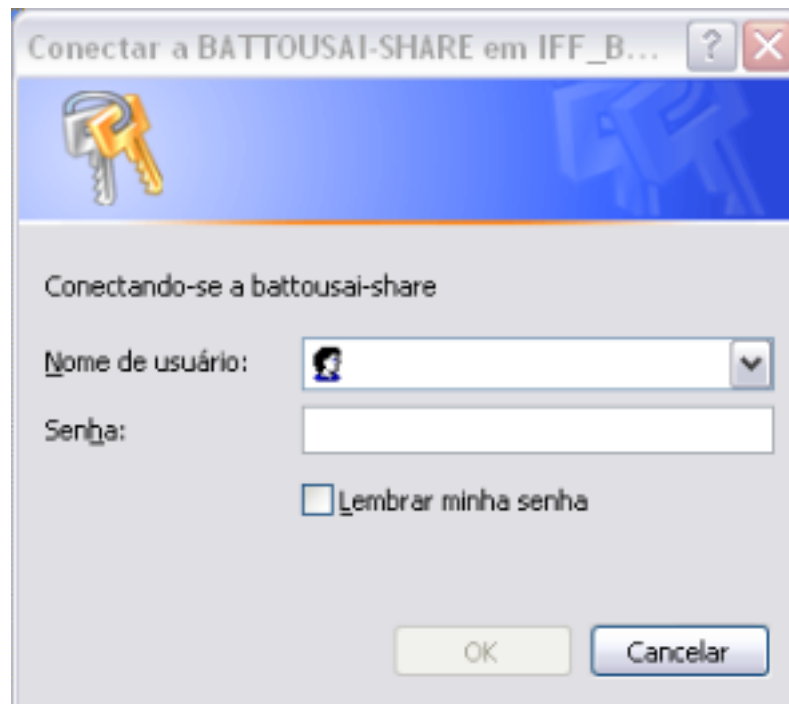 Conectar a BATTOUSAI-SHARE em IFF_B...
Conectando-se a battousai-share
Nome de usuário:
Senha:
Lembrar minha senha
OK
Cancelar